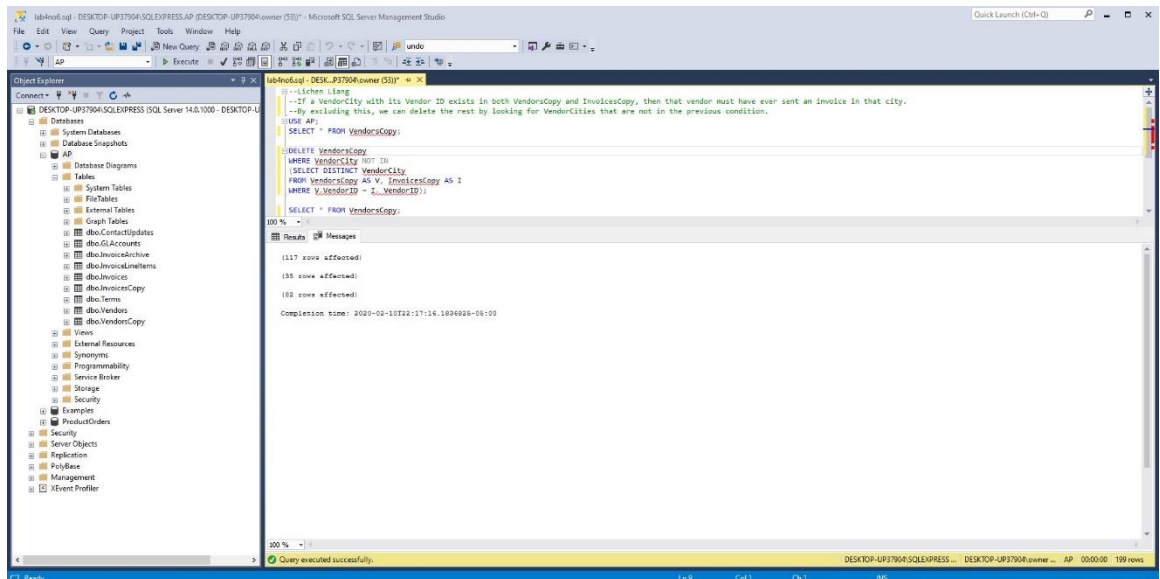 lab4no6.sql - DESKTOP-UP37904\SQLEXPRESS.AP (DESKTOP-UP37904\owner (53))* - Microsoft SQL Server Management Studio
Quick Launch (Ctrl+Q)
File Edit View Query Project Tools Window Help
New Query
undo
AP
Execute
Object Explorer
lab4no6.sql - DESK...P37904\owner (53))*
Connect
DESKTOP-UP37904\SQLEXPRESS (SQL Server 14.0.1000 - DESKTOP-U
Databases
System Databases
Database Snapshots
AP
Database Diagrams
Tables
System Tables
FileTables
External Tables
Graph Tables
dbo.ContactUpdates
dbo.GLAccounts
dbo.InvoiceArchive
dbo.InvoiceLineItems
dbo.Invoices
dbo.InvoicesCopy
dbo.Terms
dbo.Vendors
dbo.VendorsCopy
Views
External Resources
Synonyms
Programmability
Service Broker
Storage
Security
Examples
ProductOrders
Security
Server Objects
Replication
PolyBase
Management
XEvent Profiler
--Lichen Liang
--If a VendorCity with its Vendor ID exists in both VendorsCopy and InvoicesCopy, then that vendor must have ever sent an invoice in that city.
--By excluding this, we can delete the rest by looking for VendorCities that are not in the previous condition.
USE AP;
SELECT * FROM VendorsCopy;
DELETE VendorsCopy
WHERE VendorCity NOT IN
(SELECT DISTINCT VendorCity
FROM VendorsCopy AS V, InvoicesCopy AS I
WHERE V.VendorID = I. VendorID);
SELECT * FROM VendorsCopy;
100 %
Results Messages
(117 rows affected)
(35 rows affected)
(82 rows affected)
Completion time: 2020-02-10T22:17:16.1836825-05:00
100 %
Query executed successfully.
DESKTOP-UP37904\SQLEXPRESS ... DESKTOP-UP37904\owner ... AP 00:00:00 199 rows
Ready
Ln 9 Col 1 Ch 1 INS